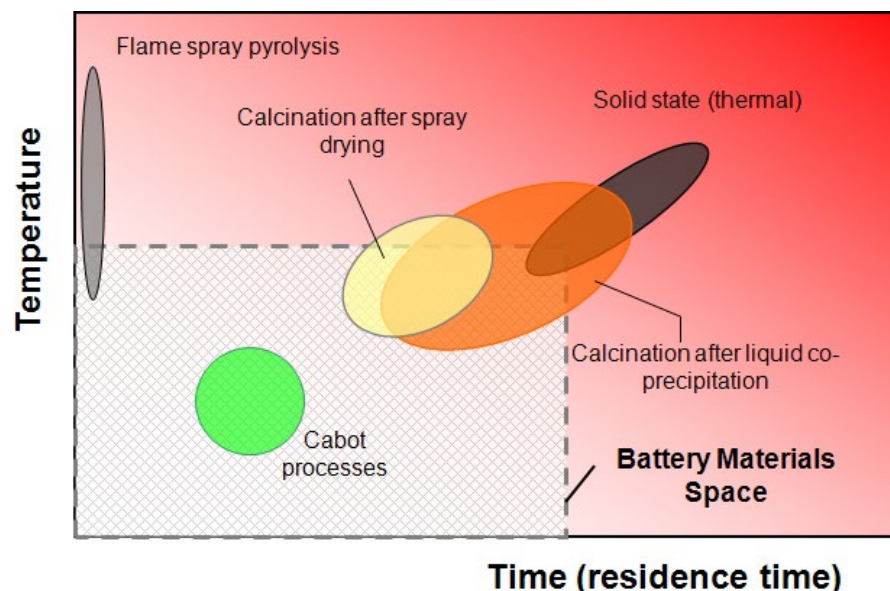 Flame spray pyrolysis
Solid state (thermal)
Calcination after spray
drying
Temperature
Calcination after liquid co-
precipitation
Cabot
processes
Battery Materials
Space
Time (residence time)